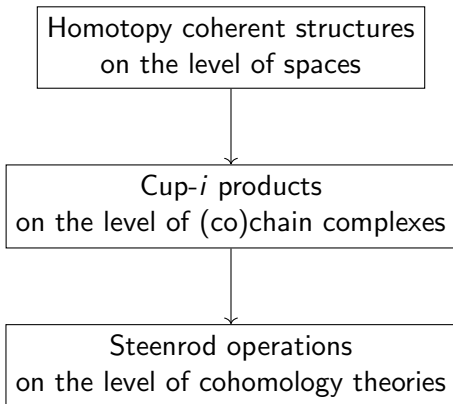 Homotopy coherent structures
on the level of spaces
Cup-i products
on the level of (co)chain complexes
Steenrod operations
on the level of cohomology theories